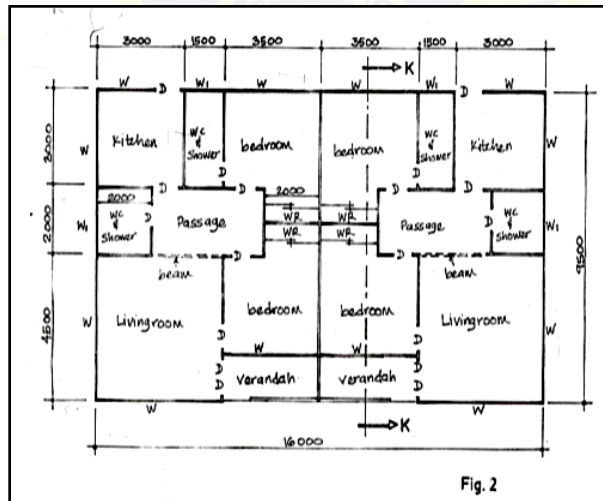 3000 1500 3500 3500 1500 3000
K
W D W1 W W W1 D W
3000
W
Kitchen
WC & Shower
bedroom
bedroom
WC & Shower
Kitchen
W
D D
D D 2000 D D
2000
2000
W1
WC & Shower
D
Passage
WR WR
WR WR
Passage
D
WC & Shower
W1
9500
beam
D D
beam
4500
W
Livingroom
bedroom
bedroom
Livingroom
W
D D
W W
D
D
Verandah
Verandah
D
D
W W
K
16000
Fig. 2